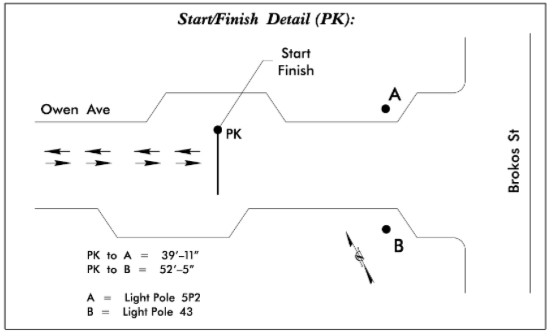 Start/Finish Detail (PK):
Start
Finish
A
Owen Ave
PK
Brokos St
B
PK to A = 39'-11"
PK to B = 52'-5"
A = Light Pole 5P2
B = Light Pole 43